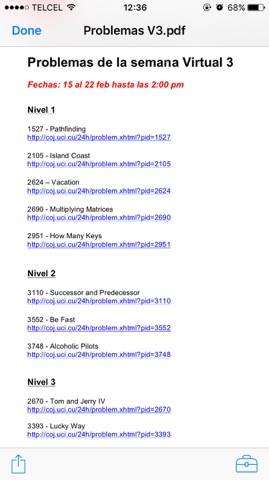 TELCEL 12:36 68%
Done Problemas V3.pdf
Problemas de la semana Virtual 3
Fechas: 15 al 22 feb hasta las 2:00 pm
Nivel 1
1527 - Pathfinding
http://coj.uci.cu/24h/problem.xhtml?pid=1527
2105 - Island Coast
http://coj.uci.cu/24h/problem.xhtml?pid=2105
2624 – Vacation
http://coj.uci.cu/24h/problem.xhtml?pid=2624
2690 - Multiplying Matrices
http://coj.uci.cu/24h/problem.xhtml?pid=2690
2951 - How Many Keys
http://coj.uci.cu/24h/problem.xhtml?pid=2951
Nivel 2
3110 - Successor and Predecessor
http://coj.uci.cu/24h/problem.xhtml?pid=3110
3552 - Be Fast
http://coj.uci.cu/24h/problem.xhtml?pid=3552
3748 - Alcoholic Pilots
http://coj.uci.cu/24h/problem.xhtml?pid=3748
Nivel 3
2670 - Tom and Jerry IV
http://coj.uci.cu/24h/problem.xhtml?pid=2670
3393 - Lucky Way
http://coj.uci.cu/24h/problem.xhtml?pid=3393